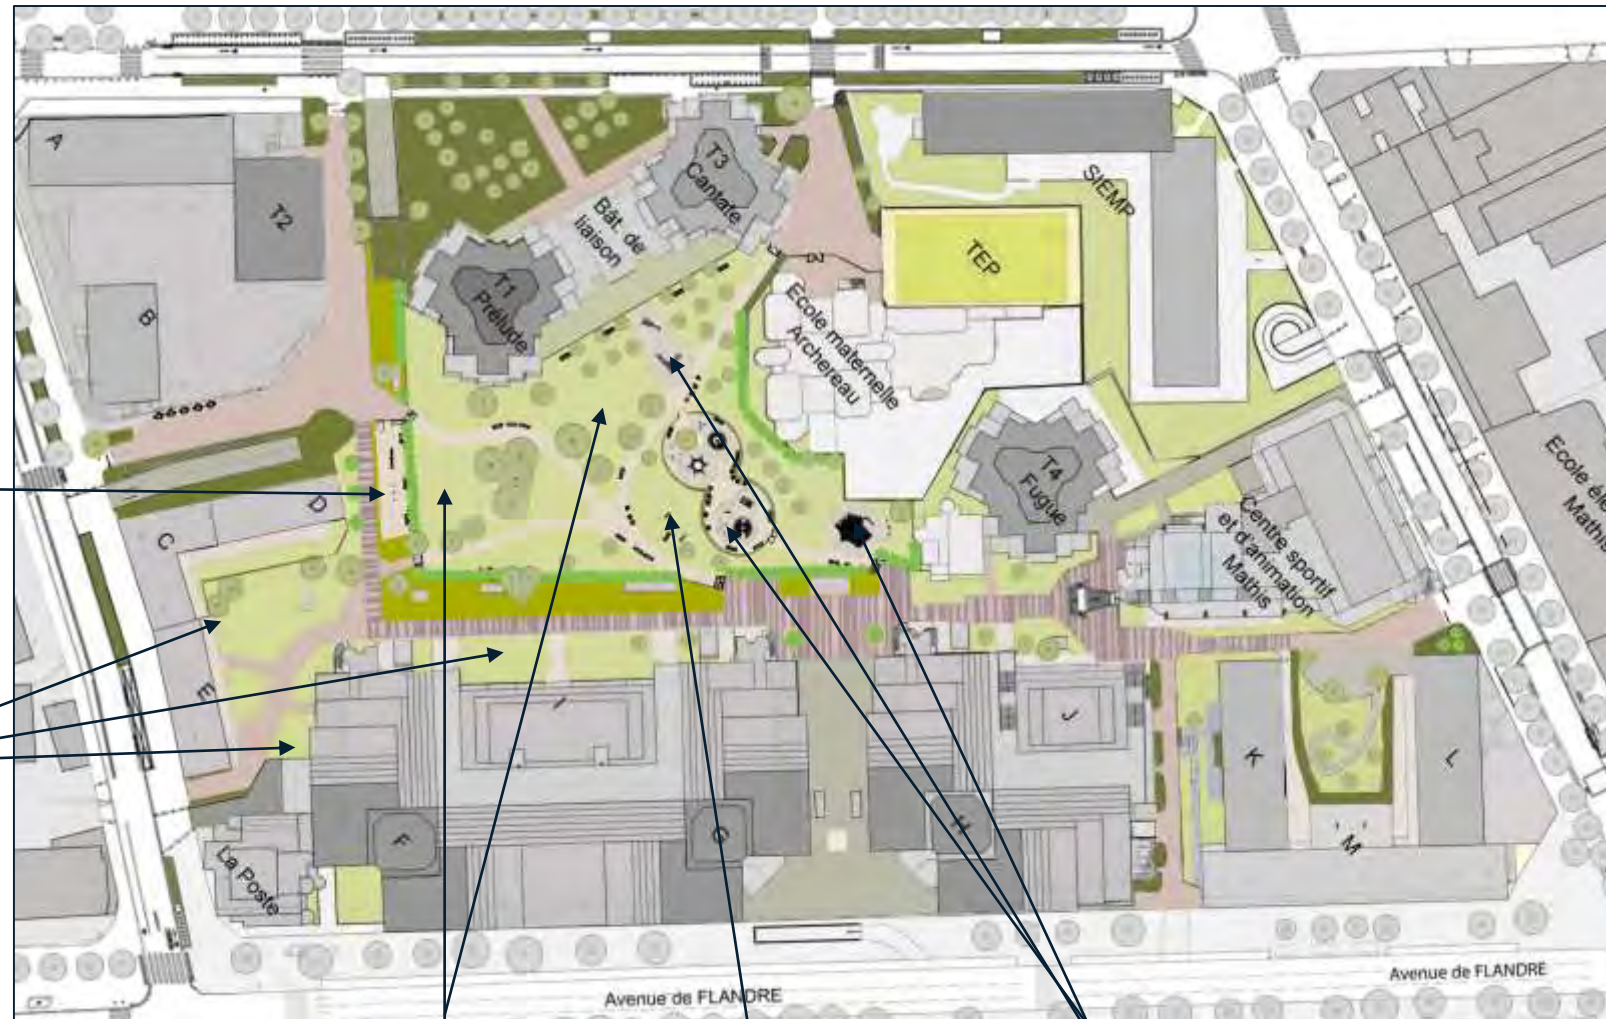 A
T2
B
T3
Cantate
Bât. de
liaison
T1
Prélude
SIEMP
TEP
Ecole maternelle
Archereau
T4
Fugue
Centre sportif
et d'animation
Mathis
Ecole élé
Mathis
C
D
E
I
J
K
L
F
G
H
M
La Poste
Avenue de FLANDRE
Avenue de FLANDRE